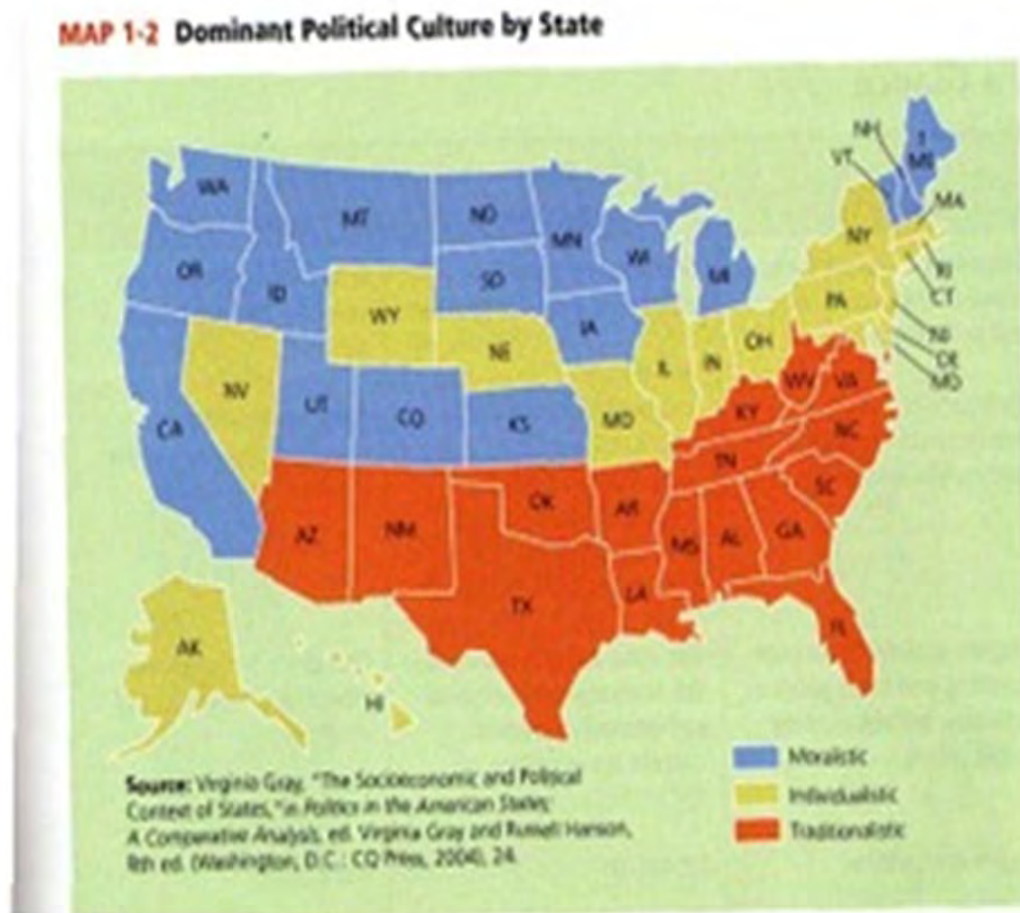 MAP 1-2 Dominant Political Culture by State
NH
VT
ME
WA
MT
ND
MN
MA
OR
ID
SD
WI
MI
NY
RI
CT
WY
IA
PA
NJ
DE
MD
NV
NE
IL
IN
OH
UT
CO
KS
MO
WV
VA
CA
KY
NC
TN
SC
AZ
NM
OK
AR
MS
AL
GA
TX
LA
FL
AK
HI
Moralistic
Individualistic
Traditionalistic
Source: Virginia Gray, "The Socioeconomic and Political
Context of States," in Politics in the American States:
A Comparative Analysis, ed. Virginia Gray and Russell Hanson,
8th ed. (Washington, D.C.: CQ Press, 2004), 24.